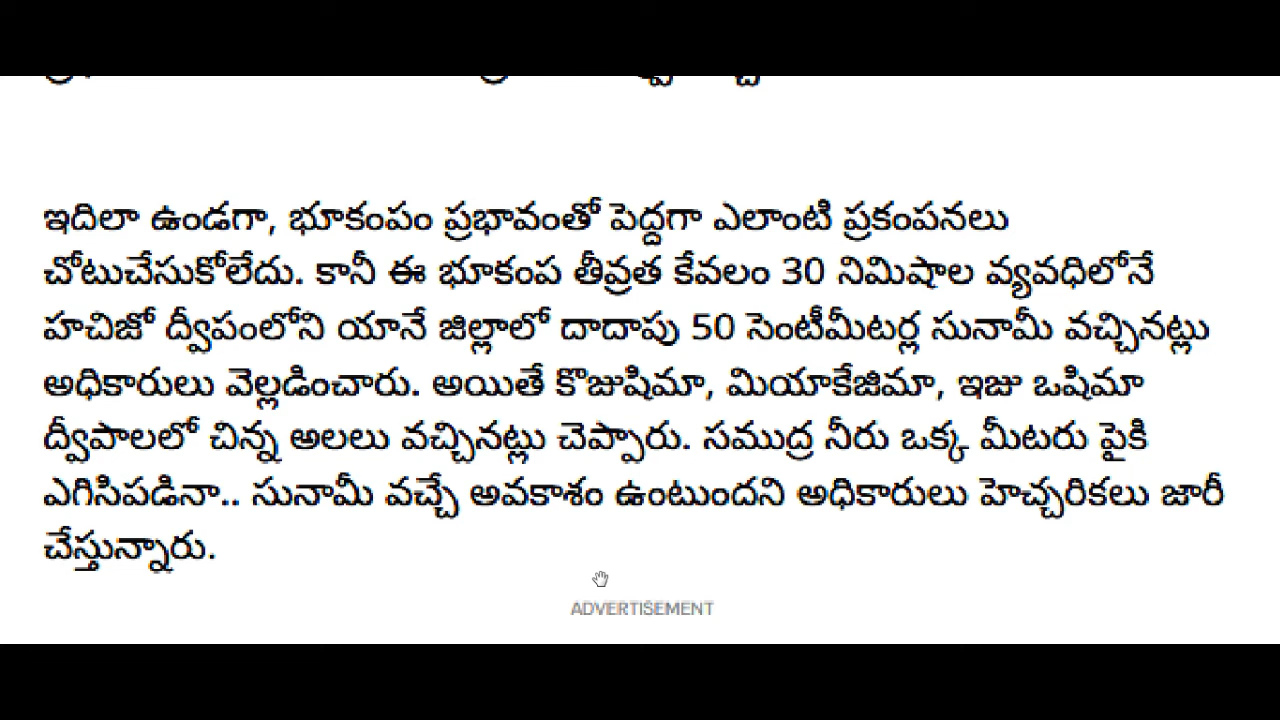 ఇదిలా ఉండగా, భూకంపం ప్రభావంతో పెద్దగా ఎలాంటి ప్రకంపనలు
చోటుచేసుకోలేదు. కానీ ఈ భూకంప తీవ్రత కేవలం 30 నిమిషాల వ్యవధిలోనే
హచిజో ద్వీపంలోని యానే జిల్లాలో దాదాపు 50 సెంటీమీటర్ల సునామీ వచ్చినట్లు
అధికారులు వెల్లడించారు. అయితే కొజుషిమా, మియాకేజిమా, ఇజు ఒషిమా
ద్వీపాలలో చిన్న అలలు వచ్చినట్లు చెప్పారు. సముద్ర నీరు ఒక్క మీటరు పైకి
ఎగిసిపడినా.. సునామీ వచ్చే అవకాశం ఉంటుందని అధికారులు హెచ్చరికలు జారీ
చేస్తున్నారు.
ADVERTISEMENT